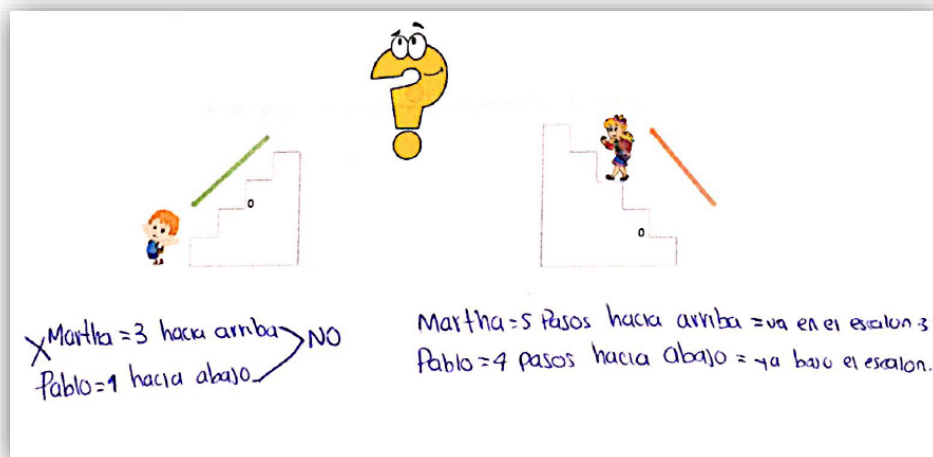 0
0
X Martha = 3 hacia arriba > NO
Pablo = 1 hacia abajo
Martha = 5 Pasos hacia arriba = va en el escalon 3
Pablo = 4 pasos hacia abajo = ya bajo el escalon.